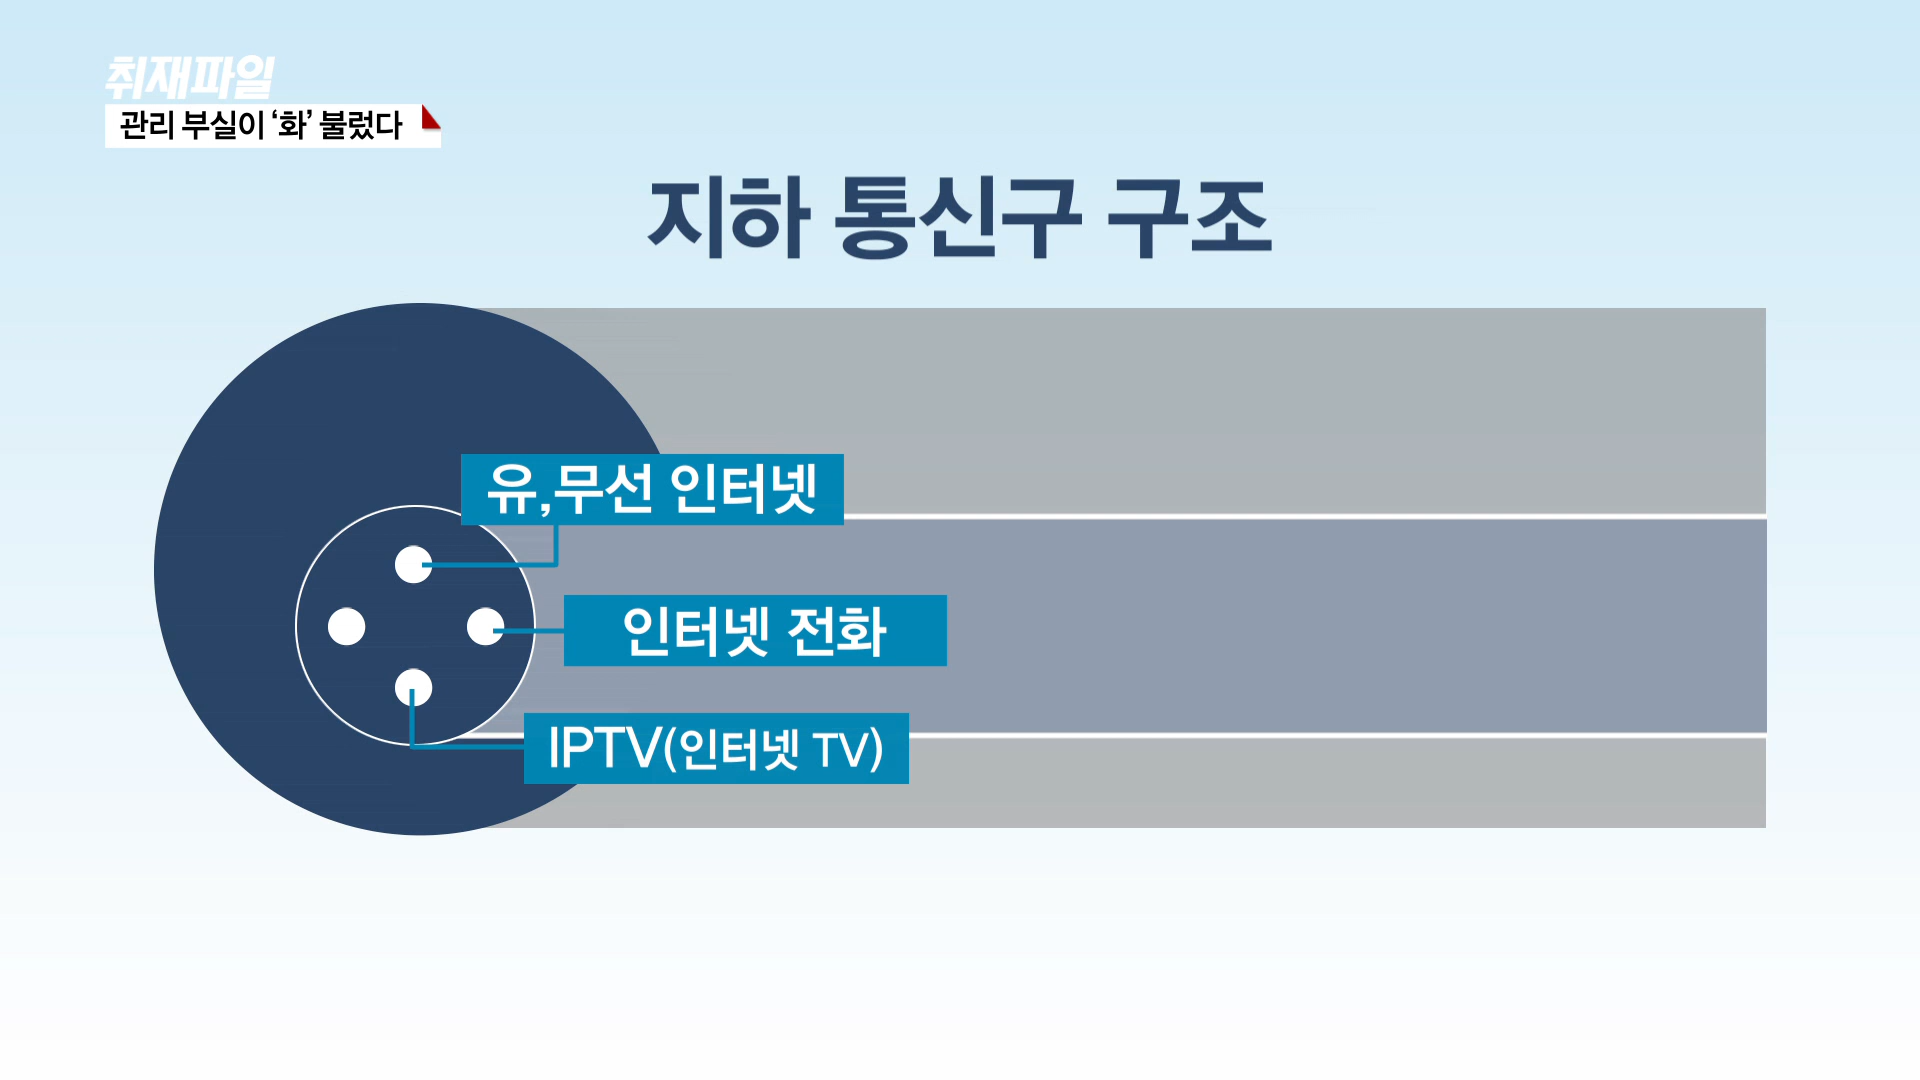 취재파일
관리 부실이 ‘화’ 불렀다
지하 통신구 구조
유,무선 인터넷
인터넷 전화
IPTV(인터넷 TV)